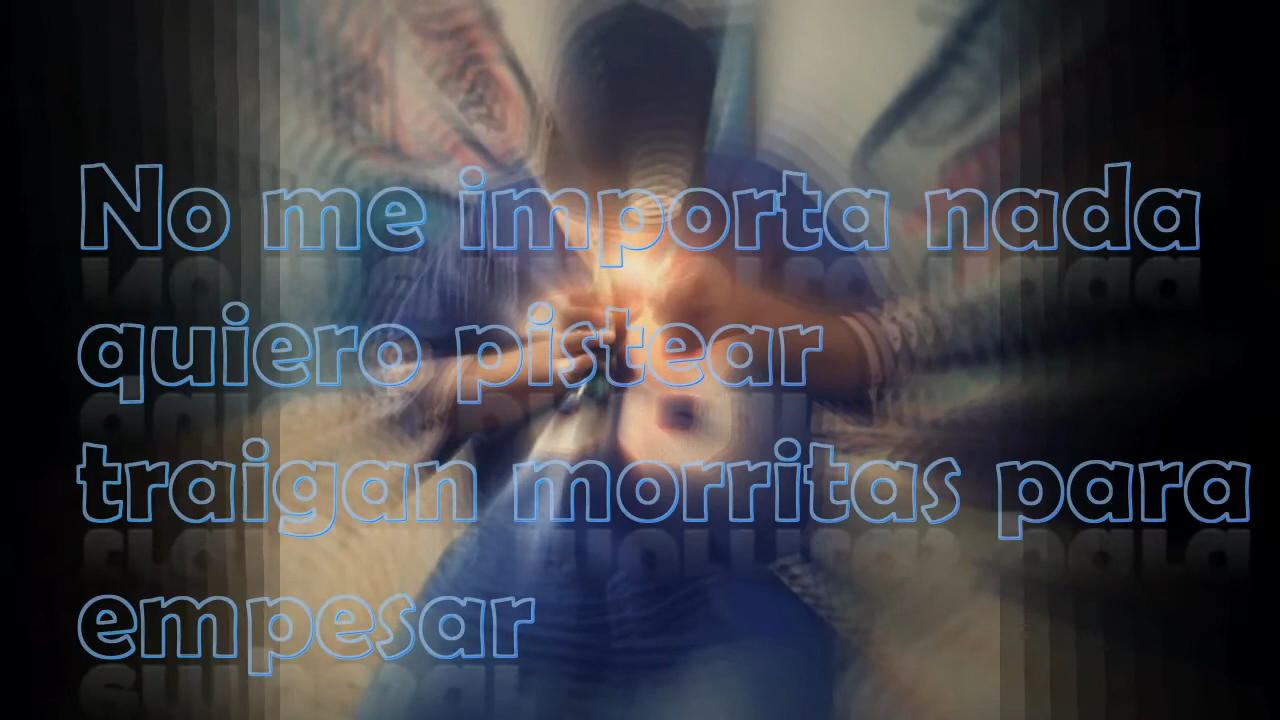 No me importa nada
quiero pistear
traigan morritas para
empesar